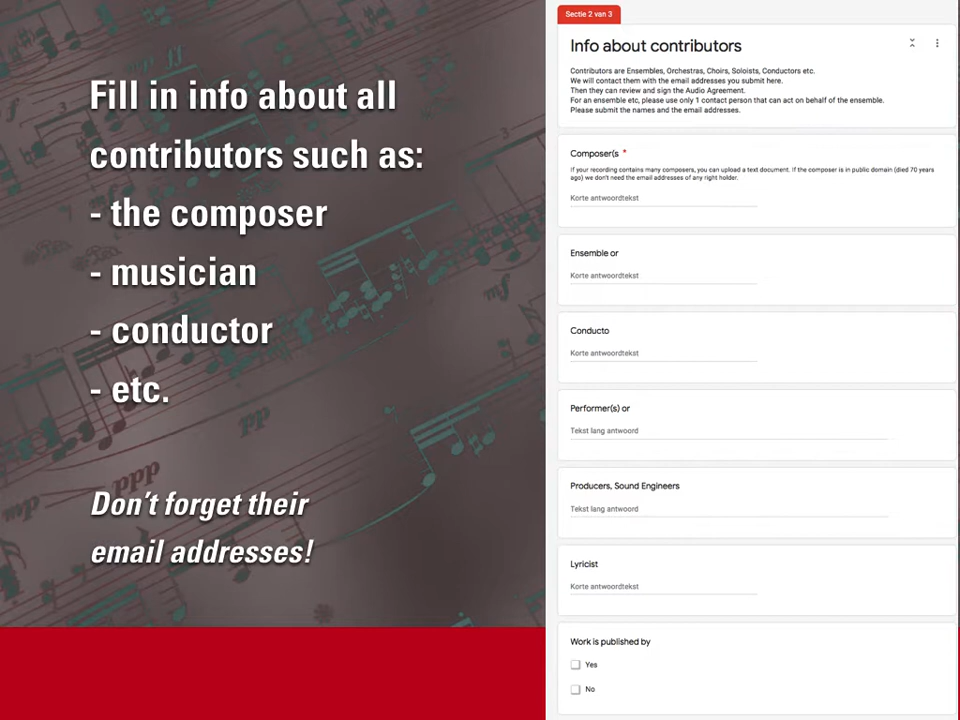 Fill in info about all
contributors such as:
- the composer
- musician
- conductor
- etc.
Don't forget their
email addresses!
Sectie 2 van 3
Info about contributors
Contributors are Ensembles, Orchestras, Choirs, Soloists, Conductors etc.
We will contact them with the email addresses you submit here.
Then they can review and sign the Audio Agreement.
For an ensemble etc, please use only 1 contact person that can act on behalf of the ensemble.
Please submit the names and the email addresses.
Composer(s *
If your recording contains many composers, you can upload a text document. If the composer is in public domain (died 70 years
ago) we don't need the email addresses of any right holder.
Korte antwoordtekst
Ensemble or
Korte antwoordtekst
Conducto
Korte antwoordtekst
Performer(s) or
Tekst lang antwoord
Producers, Sound Engineers
Tekst lang antwoord
Lyricist
Korte antwoordtekst
Work is published by
Yes
No